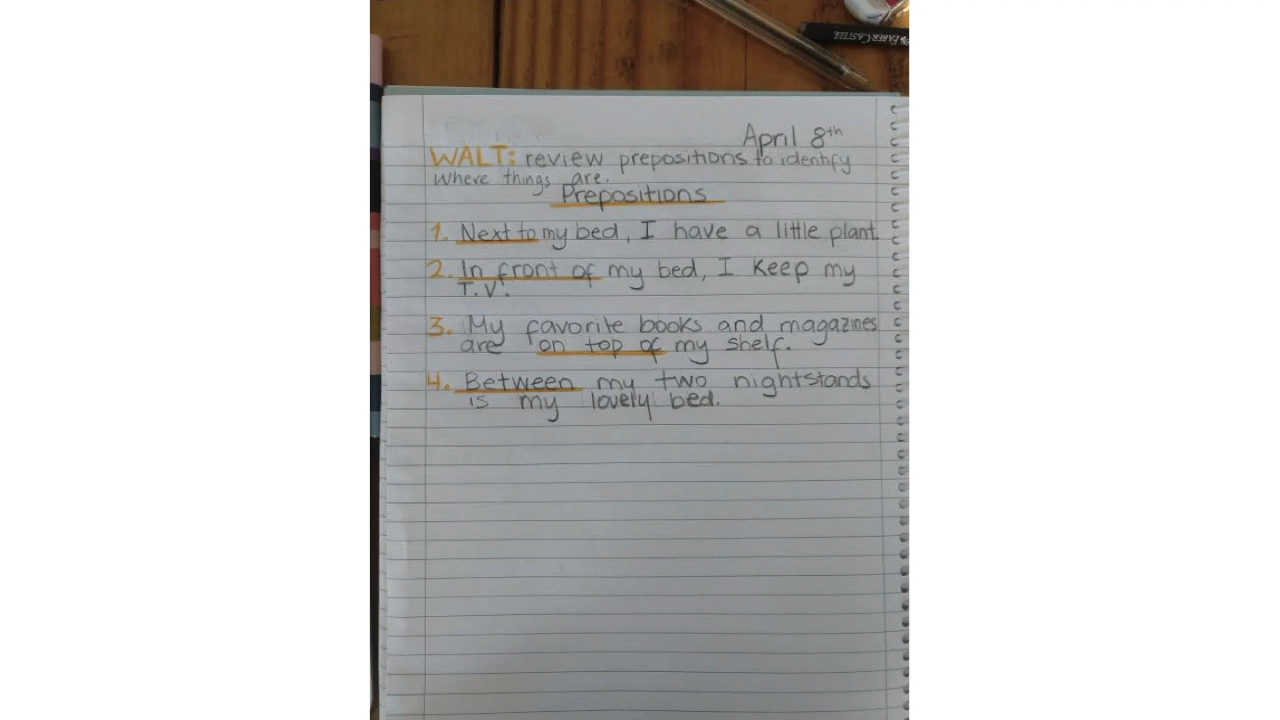 FABER-CASTELL
April 8th
WALT: review prepositions to identify
where things are.
Prepositions
1. Next to my bed, I have a little plant.
2. In front of my bed, I keep my
T.V.
3. My favorite books and magazines
are on top of my shelf.
4. Between my two nightstands
is my lovely bed.